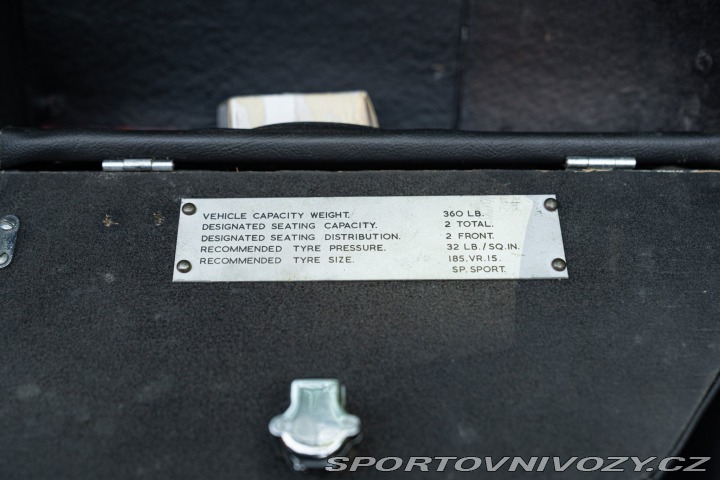 VEHICLE CAPACITY WEIGHT. 360 LB.
DESIGNATED SEATING CAPACITY. 2 TOTAL.
DESIGNATED SEATING DISTRIBUTION. 2 FRONT.
RECOMMENDED TYRE PRESSURE. 32 LB./SQ.IN.
RECOMMENDED TYRE SIZE. 185.VR.15.
SP. SPORT.
SPORTOVNIVOZY.CZ